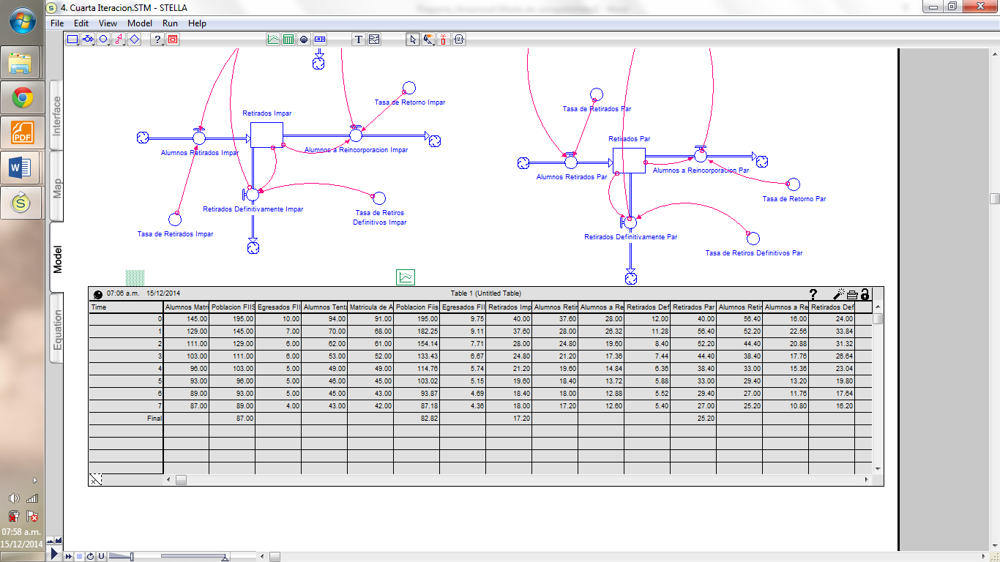 4. Cuarta Iteracion.STM - STELLA
File Edit View Model Run Help
Interface
Map
Model
Equation
Tasa de Retorno Impar
Retirados Impar
Alumnos Retirados Impar
Alumnos a Reincorporacion Impar
Retirados Definitivamente Impar
Tasa de Retiros
Definitivos Impar
Tasa de Retirados Impar
Tasa de Retirados Par
Retirados Par
Alumnos Retirados Par
Alumnos a Reincorporacion Par
Tasa de Retorno Par
Retirados Definitivamente Par
Tasa de Retiros Definitivos Par
07:06 a.m. 15/12/2014 Table 1 (Untitled Table)
Time Alumnos Matri Poblacion FIIS Egresados FII Alumnos Tenta Matricula de A Poblacion Fiis Egresados FII Retirados Imp Alumnos Retir Alumnos a Re Retirados Def Retirados Par Alumnos Retir Alumnos a Re Retirados Def
0 145.00 195.00 10.00 94.00 91.00 195.00 9.75 40.00 37.60 28.00 12.00 40.00 56.40 16.00 24.00
1 129.00 145.00 7.00 70.00 68.00 182.25 9.11 37.60 28.00 26.32 11.28 56.40 52.20 22.56 33.84
2 111.00 129.00 6.00 62.00 61.00 154.14 7.71 28.00 24.80 19.60 8.40 52.20 44.40 20.88 31.32
3 103.00 111.00 6.00 53.00 52.00 133.43 6.67 24.80 21.20 17.36 7.44 44.40 38.40 17.76 26.64
4 96.00 103.00 5.00 49.00 49.00 114.76 5.74 21.20 19.60 14.84 6.36 38.40 33.00 15.36 23.04
5 93.00 96.00 5.00 46.00 45.00 103.02 5.15 19.60 18.40 13.72 5.88 33.00 29.40 13.20 19.80
6 89.00 93.00 5.00 45.00 43.00 93.87 4.69 18.40 18.00 12.88 5.52 29.40 27.00 11.76 17.64
7 87.00 89.00 4.00 43.00 42.00 87.18 4.36 18.00 17.20 12.60 5.40 27.00 25.20 10.80 16.20
Final 87.00 82.82 17.20 25.20
PDF
07:58 a.m.
15/12/2014
U